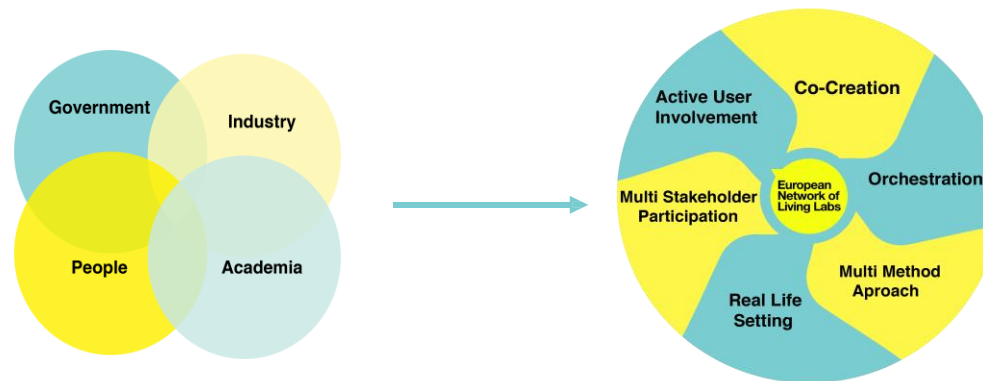 Government
Industry
People
Academia
Co-Creation
Active User
Involvement
Orchestration
Multi Stakeholder
Participation
European
Network of
Living Labs
Multi Method
Aproach
Real Life
Setting